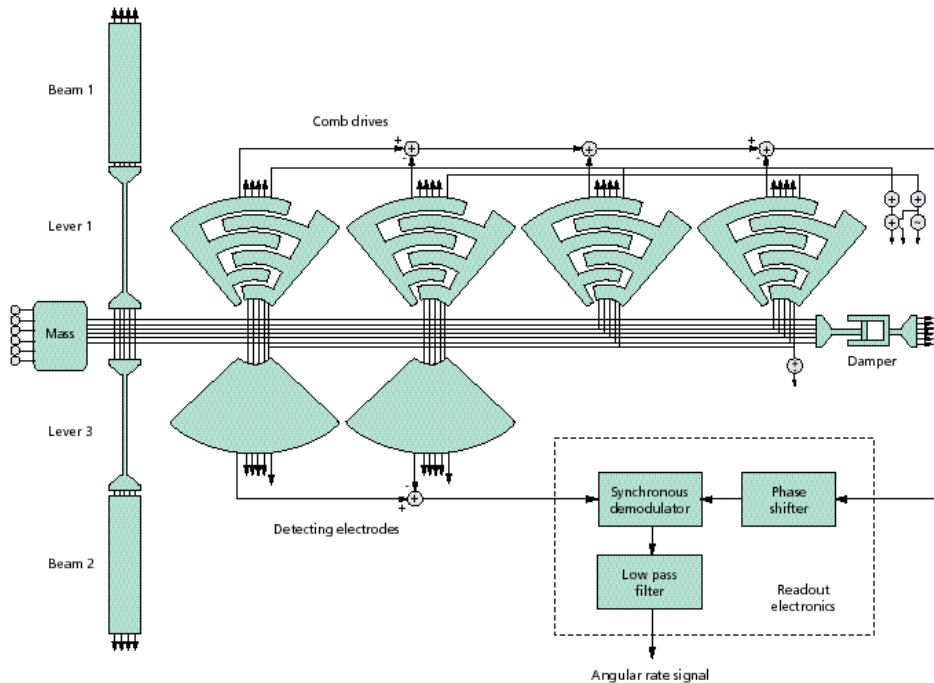 Beam 1
Comb drives
+
-
+
-
Lever 1
Mass
Damper
Lever 3
-
+
Detecting electrodes
Synchronous
demodulator
Phase
shifter
Beam 2
Low pass
filter
Readout
electronics
Angular rate signal